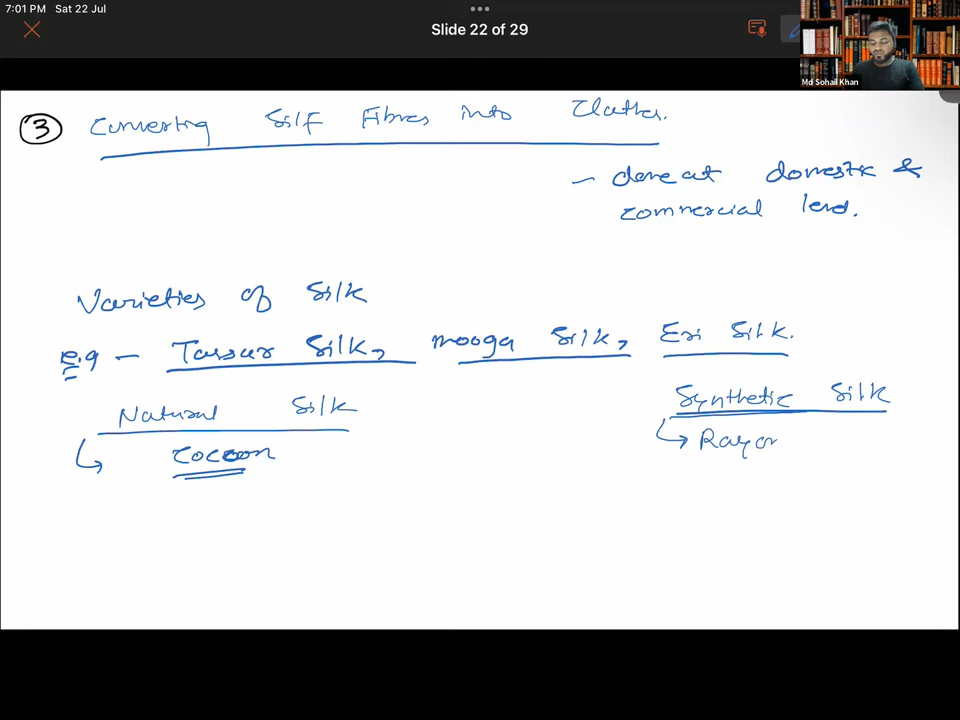 7:01 PM Sat 22 Jul
Slide 22 of 29
Md Sohail Khan
3 Converting Silk Fibres into Clothes.
– done at domestic &
commercial level.
Varieties of Silk
e.g – Tassar Silk, mooga Silk, Eri Silk.
Natural Silk
Synthetic Silk
↳ cocoon
↳ Rayon